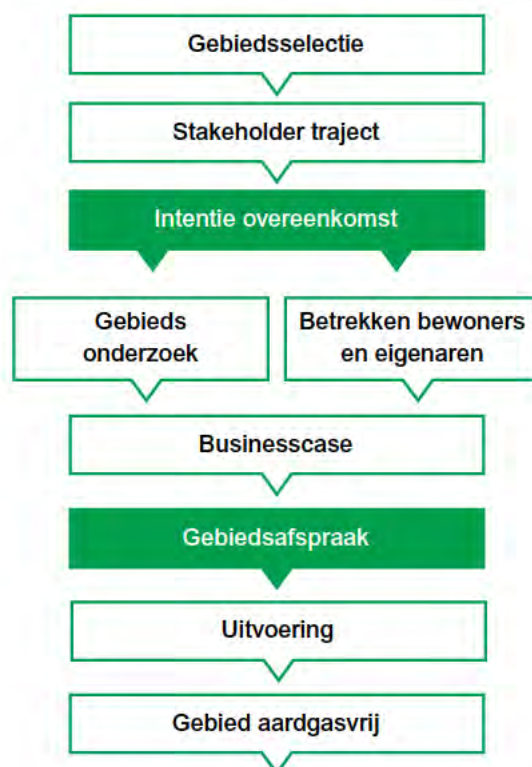 Gebiedsselectie
Stakeholder traject
Intentie overeenkomst
Gebieds
onderzoek
Betrekken bewoners
en eigenaren
Businesscase
Gebiedsafspraak
Uitvoering
Gebied aardgasvrij